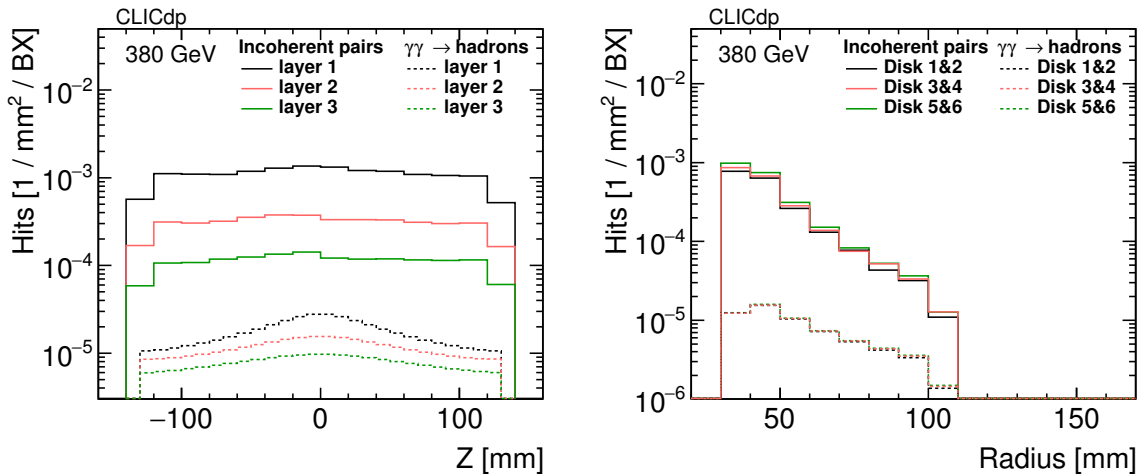 CLICdp
380 GeV
Incoherent pairs γγ → hadrons
layer 1 layer 1
layer 2 layer 2
layer 3 layer 3
Hits [1 / mm² / BX]
10⁻²
10⁻³
10⁻⁴
10⁻⁵
−100 0 100
Z [mm]
CLICdp
380 GeV
Incoherent pairs γγ → hadrons
Disk 1&2 Disk 1&2
Disk 3&4 Disk 3&4
Disk 5&6 Disk 5&6
Hits [1 / mm² / BX]
10⁻²
10⁻³
10⁻⁴
10⁻⁵
10⁻⁶
50 100 150
Radius [mm]